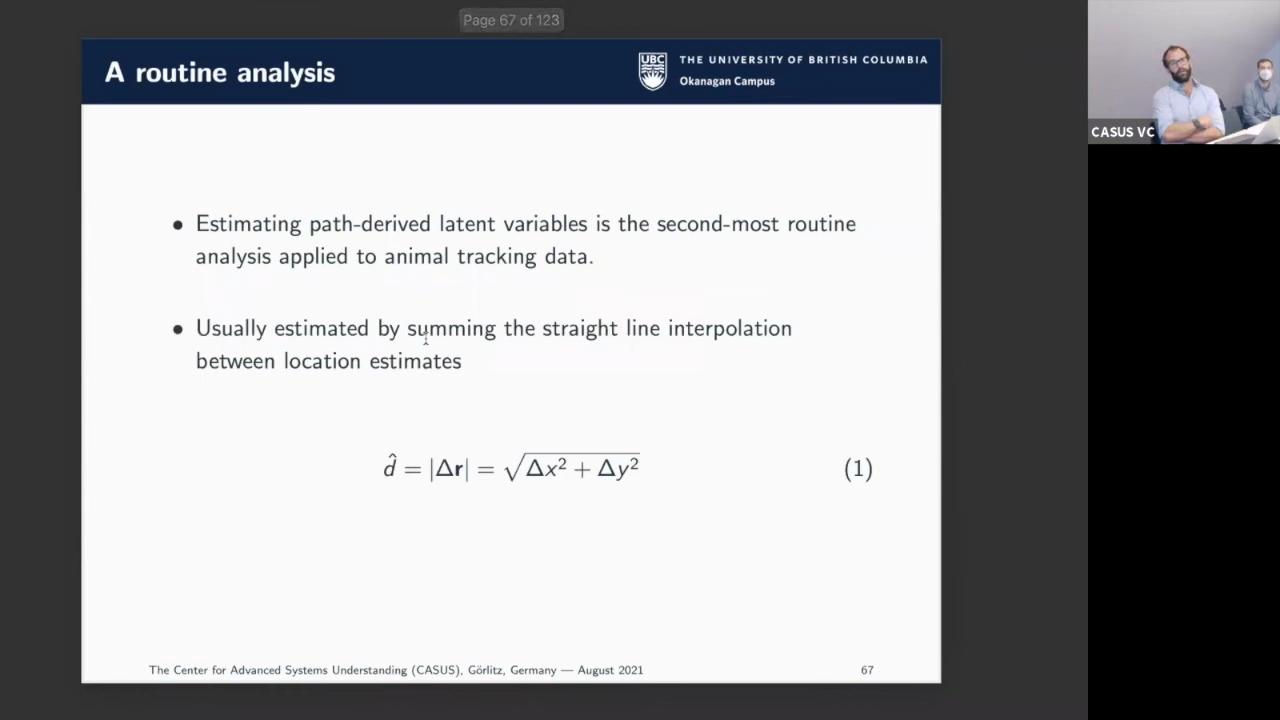 Page 67 of 123
A routine analysis
UBC
THE UNIVERSITY OF BRITISH COLUMBIA
Okanagan Campus
CASUS VC
• Estimating path-derived latent variables is the second-most routine
analysis applied to animal tracking data.
• Usually estimated by summing the straight line interpolation
between location estimates
d̂ = |Δr| = √(Δx² + Δy²) (1)
The Center for Advanced Systems Understanding (CASUS), Görlitz, Germany — August 2021 67